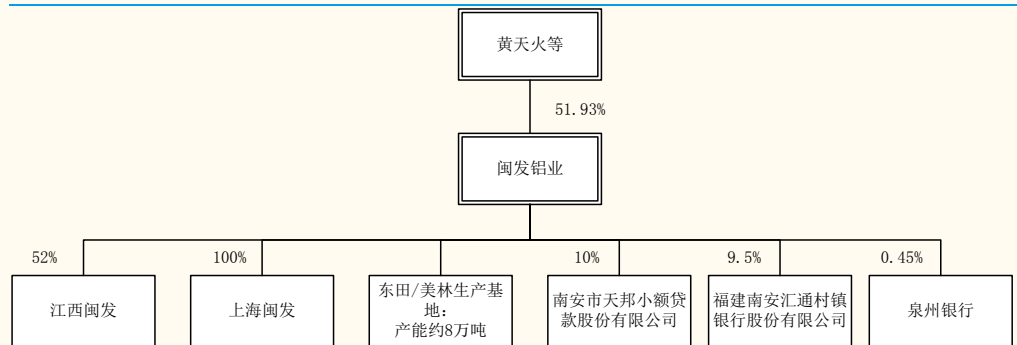 黄天火等
51.93%
闽发铝业
52%
100%
10%
9.5%
0.45%
江西闽发
上海闽发
东田/美林生产基
地：
产能约8万吨
南安市天邦小额贷
款股份有限公司
福建南安汇通村镇
银行股份有限公司
泉州银行